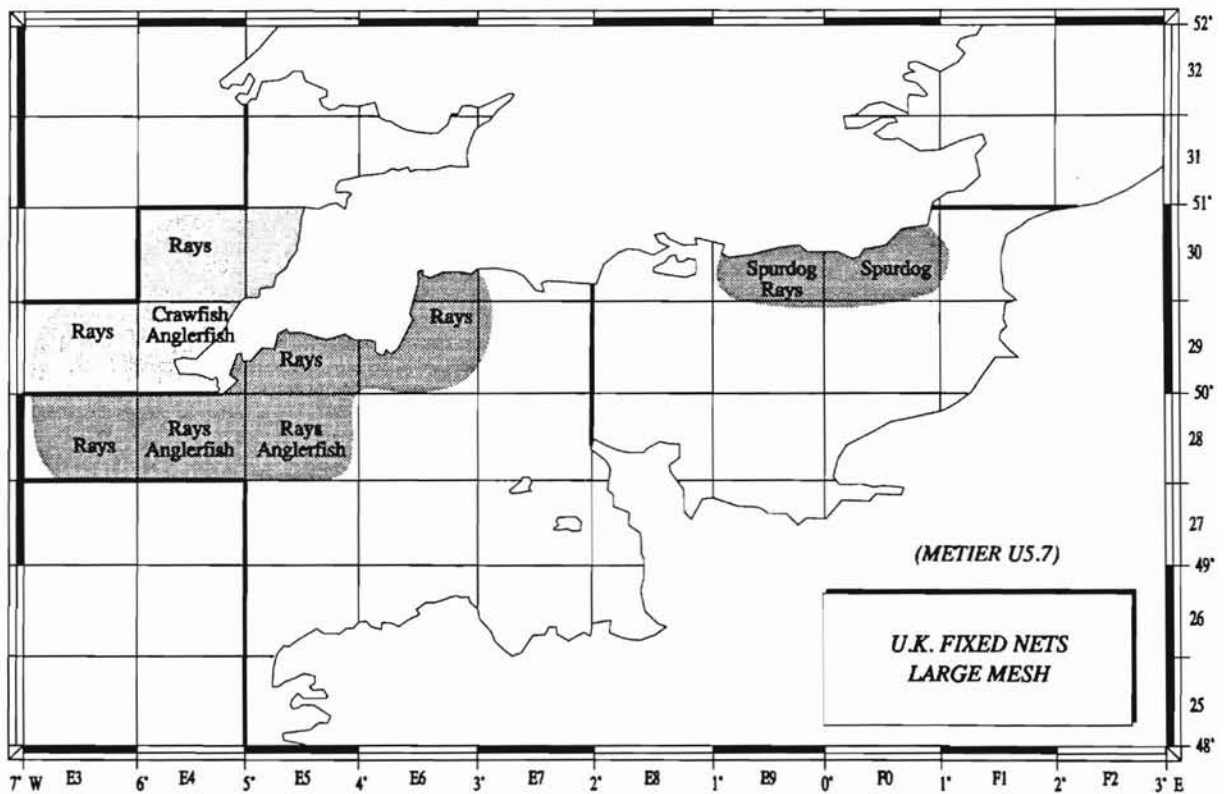 52°
32
31
51°
Rays
30
Spurdog
Rays
Spurdog
Crawfish
Anglerfish
Rays
Rays
Rays
29
50°
Rays
Rays
Anglerfish
Rays
Anglerfish
28
27
(METIER U5.7)
49°
26
U.K. FIXED NETS
LARGE MESH
25
48°
7° W E3 6° E4 5° E5 4° E6 3° E7 2° E8 1° E9 0° F0 1° F1 2° F2 3° E